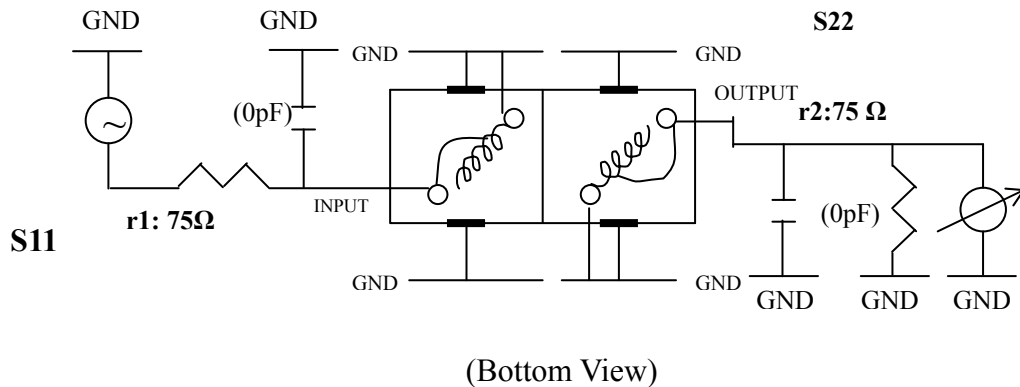 GND
GND
S22
GND
GND
OUTPUT
r2:75 Ω
(0pF)
INPUT
r1: 75Ω
(0pF)
S11
GND
GND
GND
GND
GND
(Bottom View)